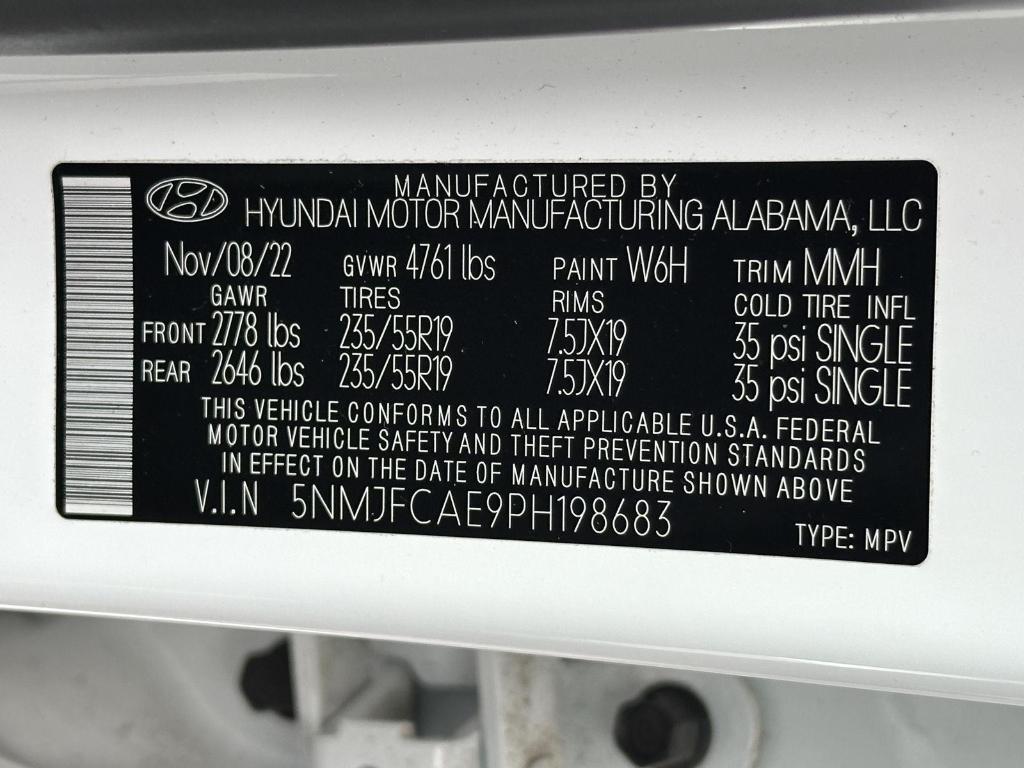 MANUFACTURED BY
HYUNDAI MOTOR MANUFACTURING ALABAMA, LLC
Nov/08/22 GVWR 4761 lbs PAINT W6H TRIM MMH
GAWR TIRES RIMS COLD TIRE INFL
FRONT 2778 lbs 235/55R19 7.5JX19 35 psi SINGLE
REAR 2646 lbs 235/55R19 7.5JX19 35 psi SINGLE
THIS VEHICLE CONFORMS TO ALL APPLICABLE U.S.A. FEDERAL
MOTOR VEHICLE SAFETY AND THEFT PREVENTION STANDARDS
IN EFFECT ON THE DATE OF MANUFACTURE SHOWN ABOVE
V.I.N 5NMJFCAE9PH198683
TYPE: MPV